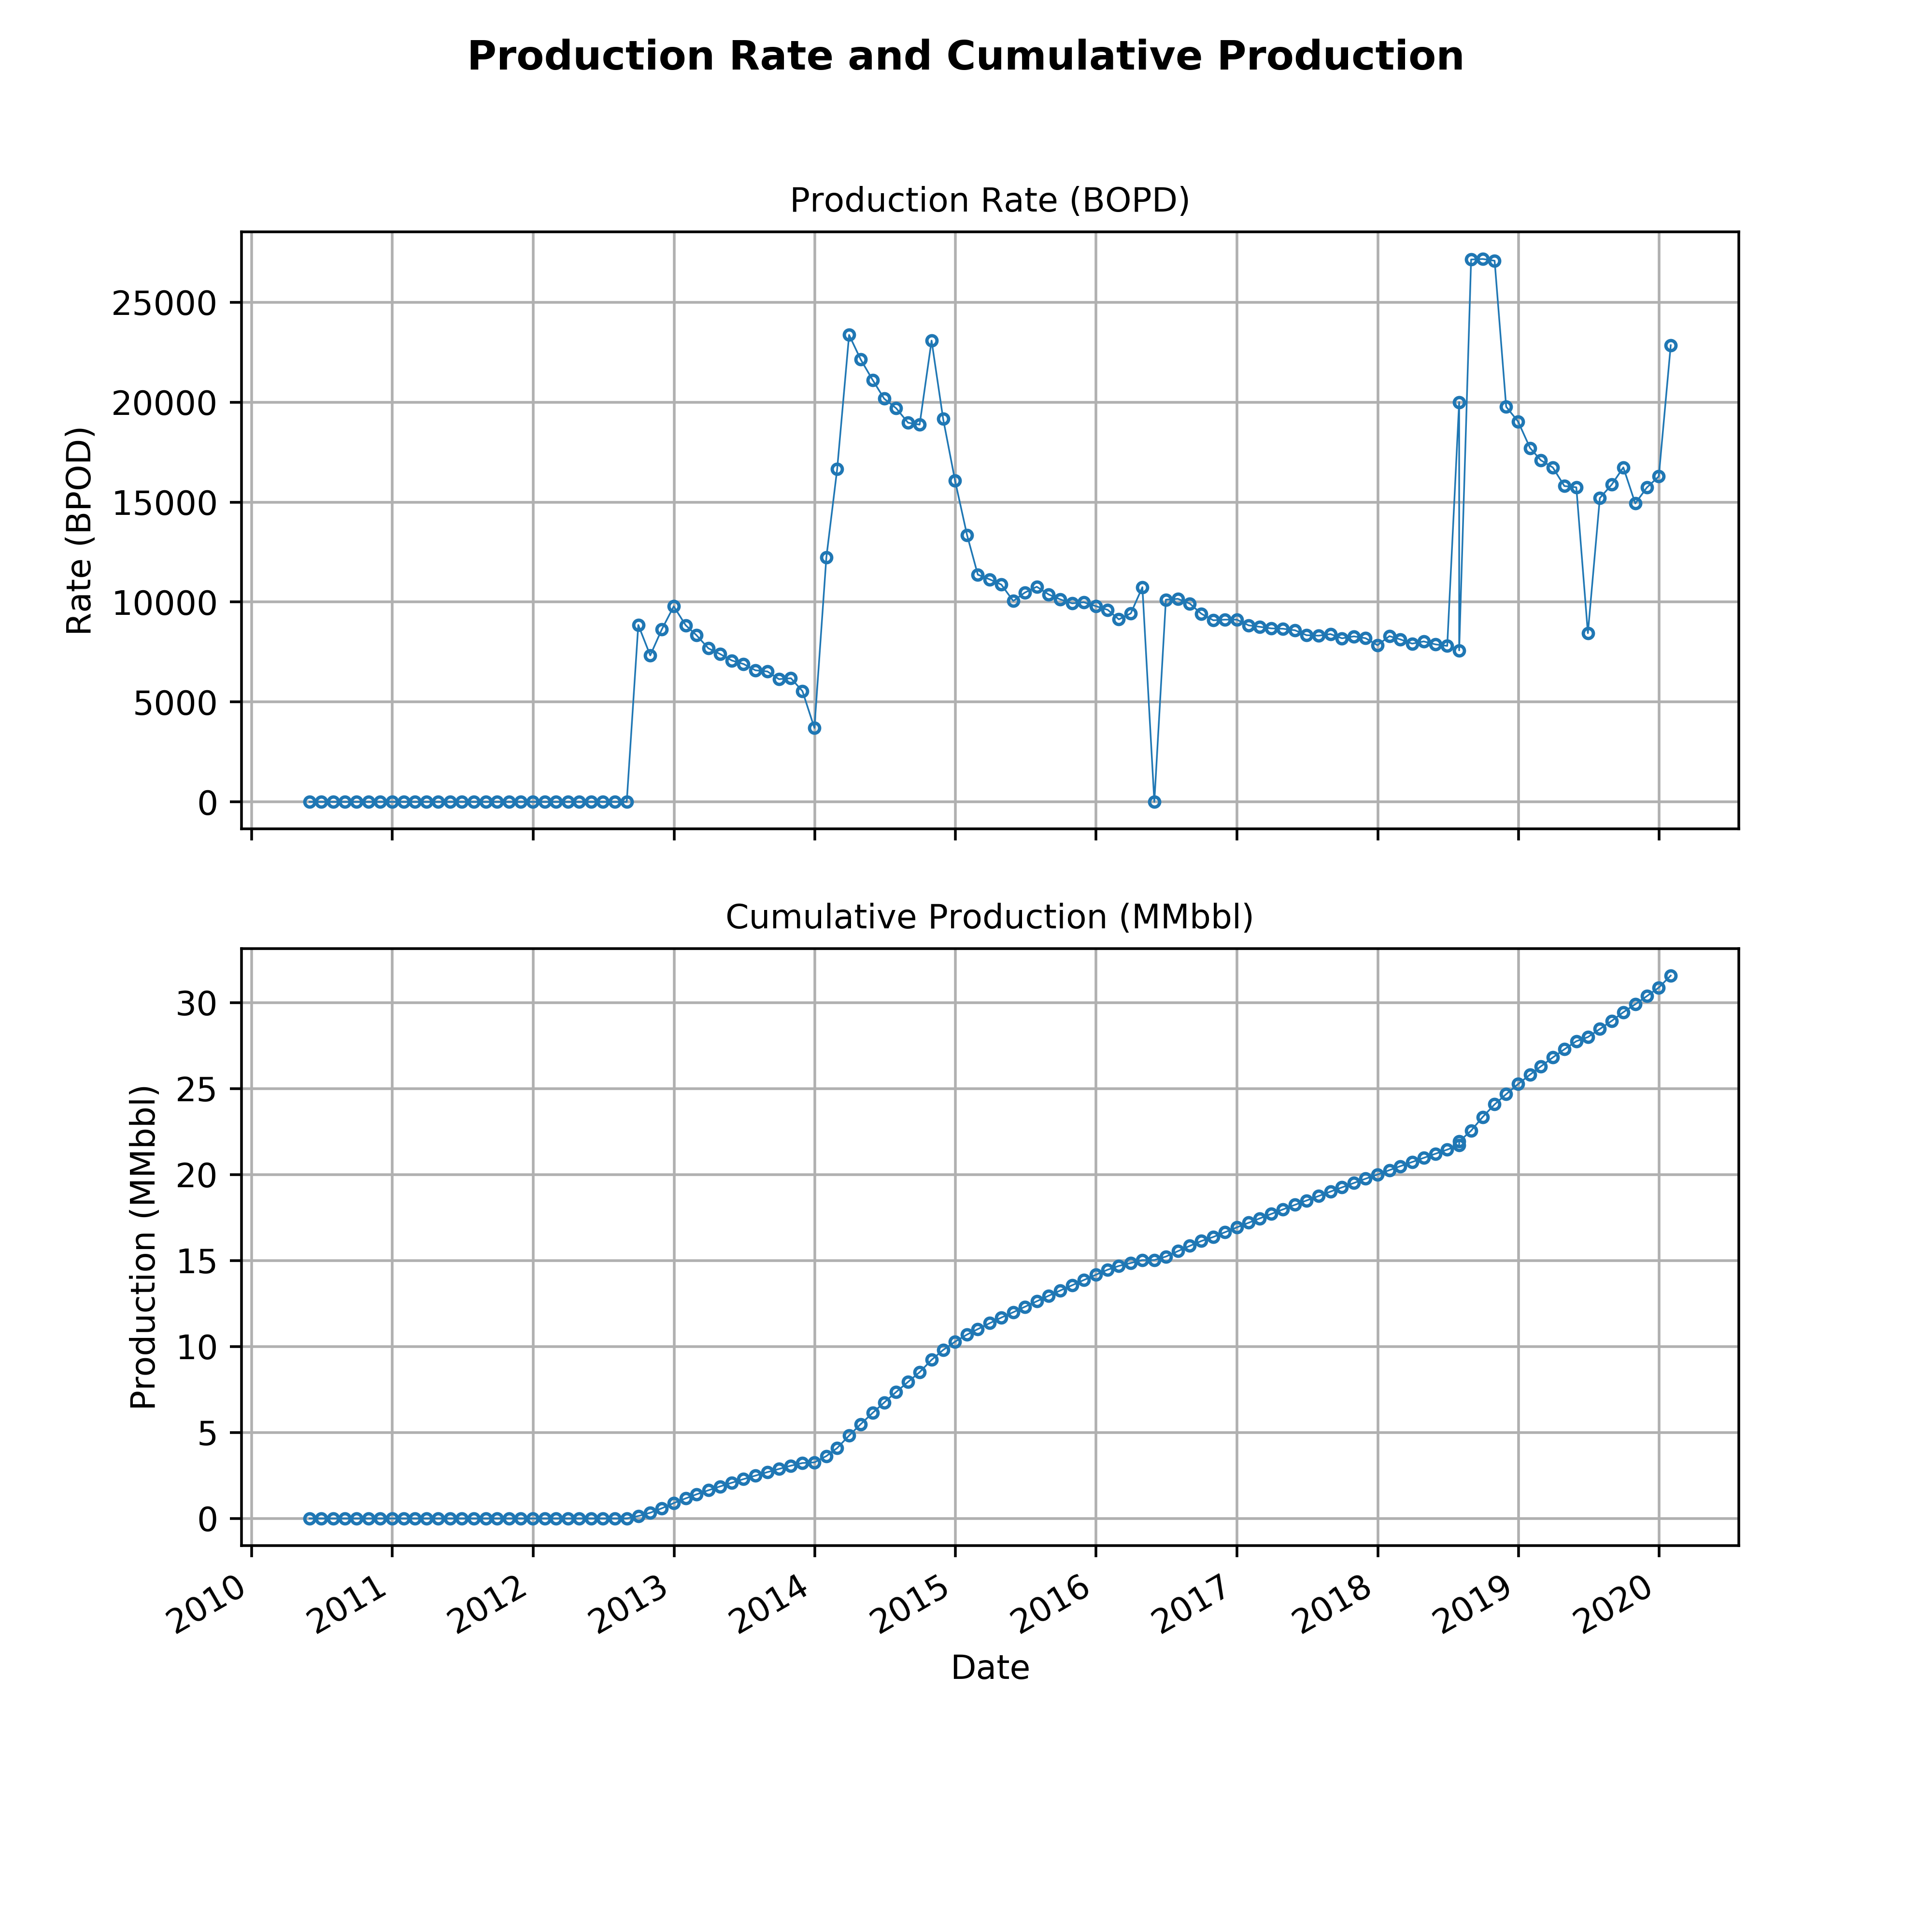 Production Rate and Cumulative Production
Production Rate (BOPD)
Rate (BPOD)
25000
20000
15000
10000
5000
0
Cumulative Production (MMbbl)
Production (MMbbl)
30
25
20
15
10
5
0
2010 2011 2012 2013 2014 2015 2016 2017 2018 2019 2020
Date